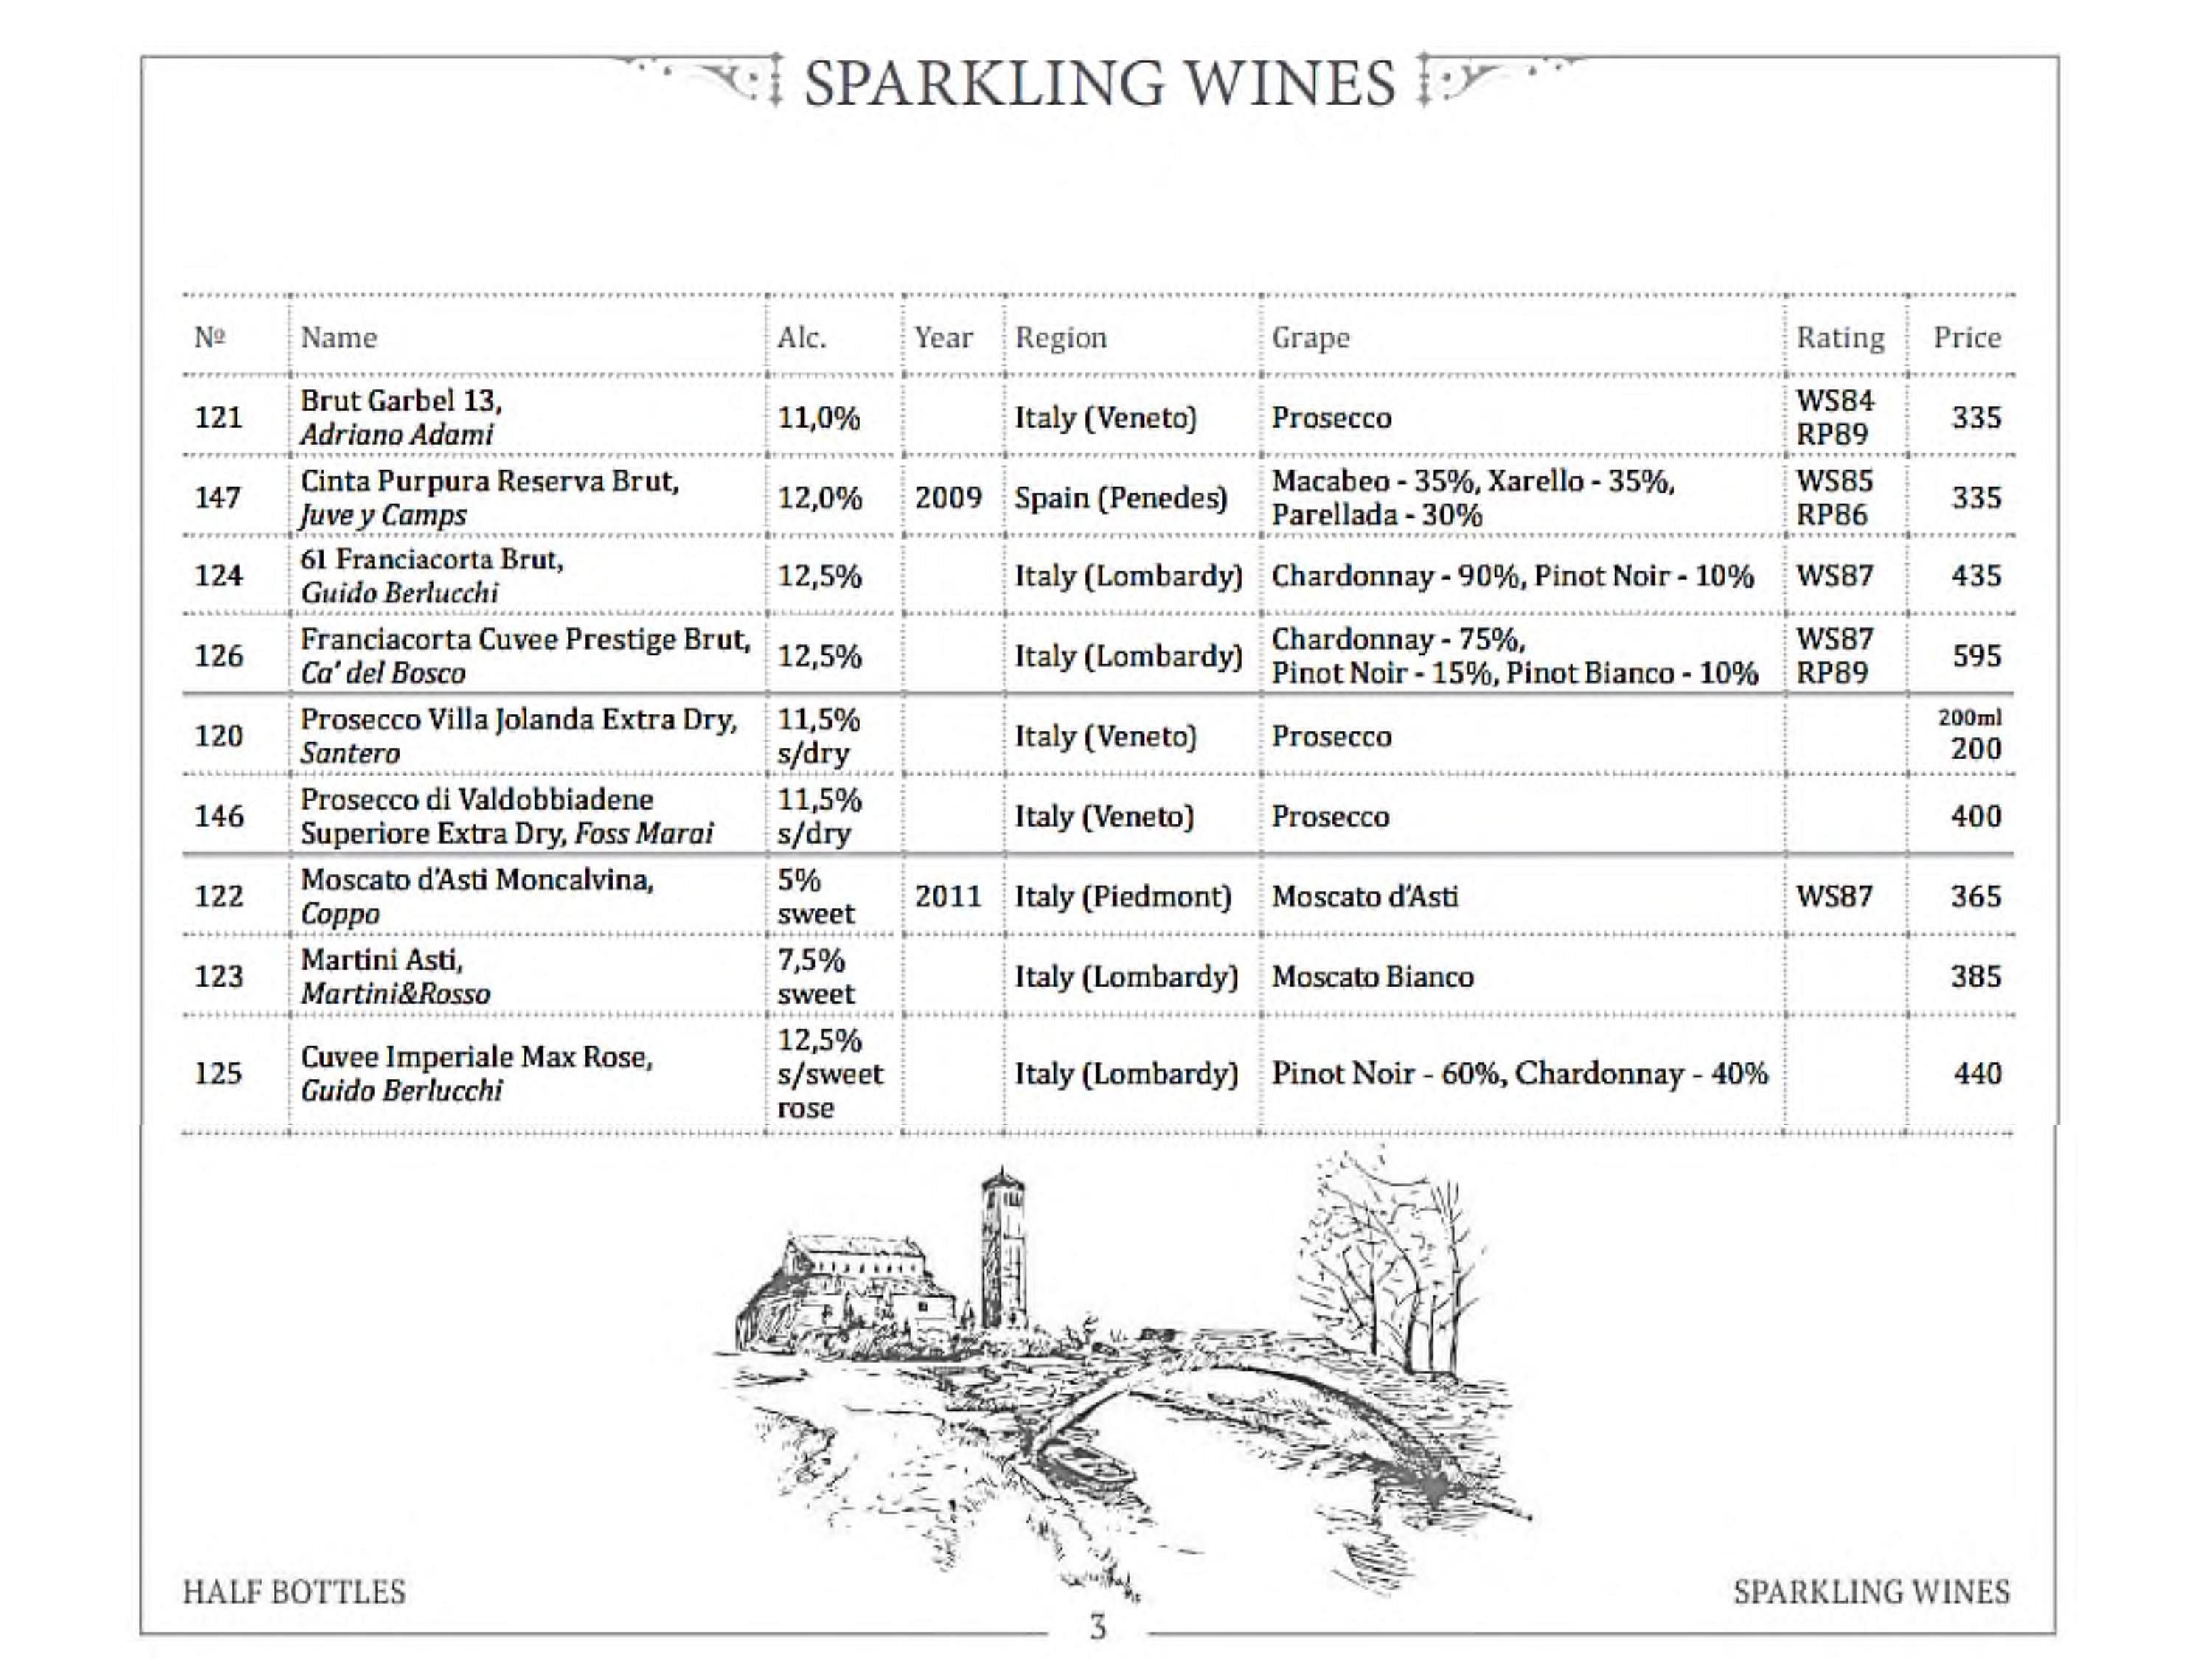 SPARKLING WINES
Nº Name Alc. Year Region Grape Rating Price
121 Brut Garbel 13, Adriano Adami 11,0% Italy (Veneto) Prosecco WS84 RP89 335
147 Cinta Purpura Reserva Brut, Juve y Camps 12,0% 2009 Spain (Penedes) Macabeo - 35%, Xarello - 35%, Parellada - 30% WS85 RP86 335
124 61 Franciacorta Brut, Guido Berlucchi 12,5% Italy (Lombardy) Chardonnay - 90%, Pinot Noir - 10% WS87 435
126 Franciacorta Cuvee Prestige Brut, Ca' del Bosco 12,5% Italy (Lombardy) Chardonnay - 75%, Pinot Noir - 15%, Pinot Bianco - 10% WS87 RP89 595
120 Prosecco Villa Jolanda Extra Dry, Santero 11,5% s/dry Italy (Veneto) Prosecco 200ml 200
146 Prosecco di Valdobbiadene Superiore Extra Dry, Foss Marai 11,5% s/dry Italy (Veneto) Prosecco 400
122 Moscato d'Asti Moncalvina, Coppo 5% sweet 2011 Italy (Piedmont) Moscato d'Asti WS87 365
123 Martini Asti, Martini&Rosso 7,5% sweet Italy (Lombardy) Moscato Bianco 385
125 Cuvee Imperiale Max Rose, Guido Berlucchi 12,5% s/sweet rose Italy (Lombardy) Pinot Noir - 60%, Chardonnay - 40% 440
HALF BOTTLES
SPARKLING WINES
3